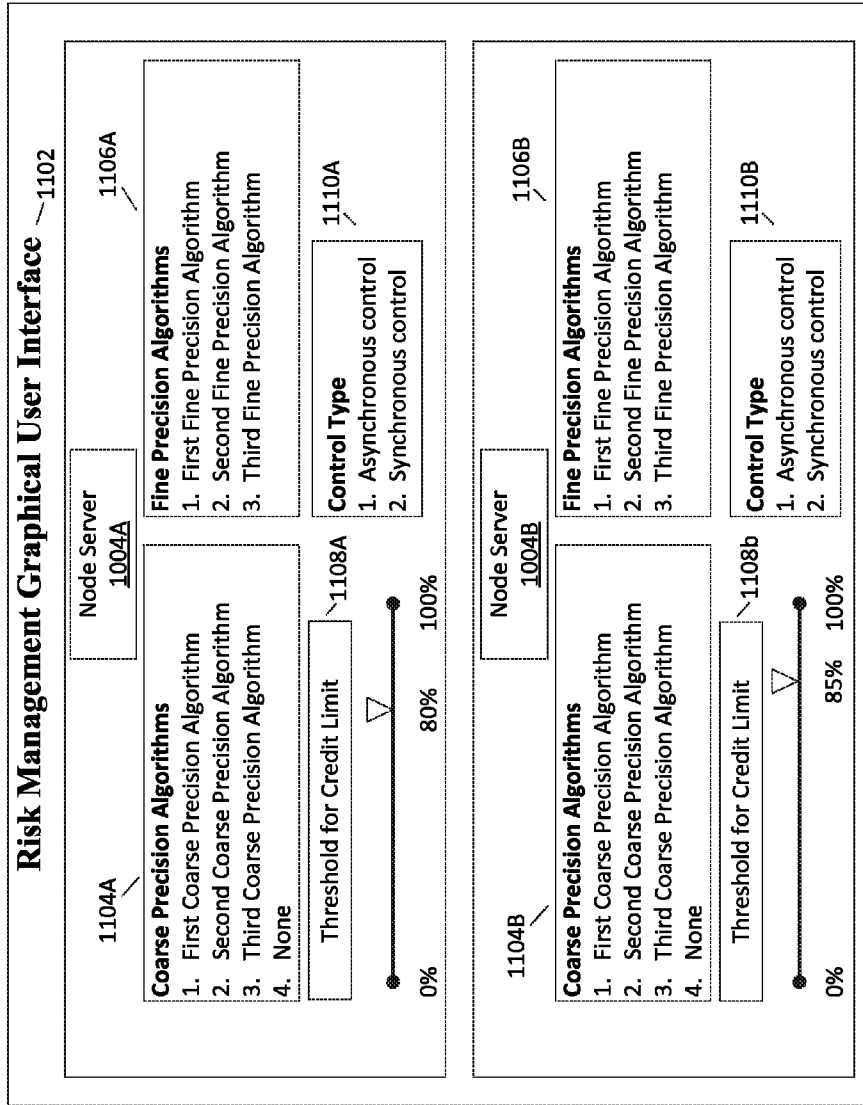 Risk Management Graphical User Interface
1102
Node Server
1004A
1104A
Coarse Precision Algorithms
1. First Coarse Precision Algorithm
2. Second Coarse Precision Algorithm
3. Third Coarse Precision Algorithm
4. None
1106A
Fine Precision Algorithms
1. First Fine Precision Algorithm
2. Second Fine Precision Algorithm
3. Third Fine Precision Algorithm
Threshold for Credit Limit
1108A
0%
80%
100%
1110A
Control Type
1. Asynchronous control
2. Synchronous control
Node Server
1004B
1104B
Coarse Precision Algorithms
1. First Coarse Precision Algorithm
2. Second Coarse Precision Algorithm
3. Third Coarse Precision Algorithm
4. None
1106B
Fine Precision Algorithms
1. First Fine Precision Algorithm
2. Second Fine Precision Algorithm
3. Third Fine Precision Algorithm
Threshold for Credit Limit
1108b
0%
85%
100%
1110B
Control Type
1. Asynchronous control
2. Synchronous control